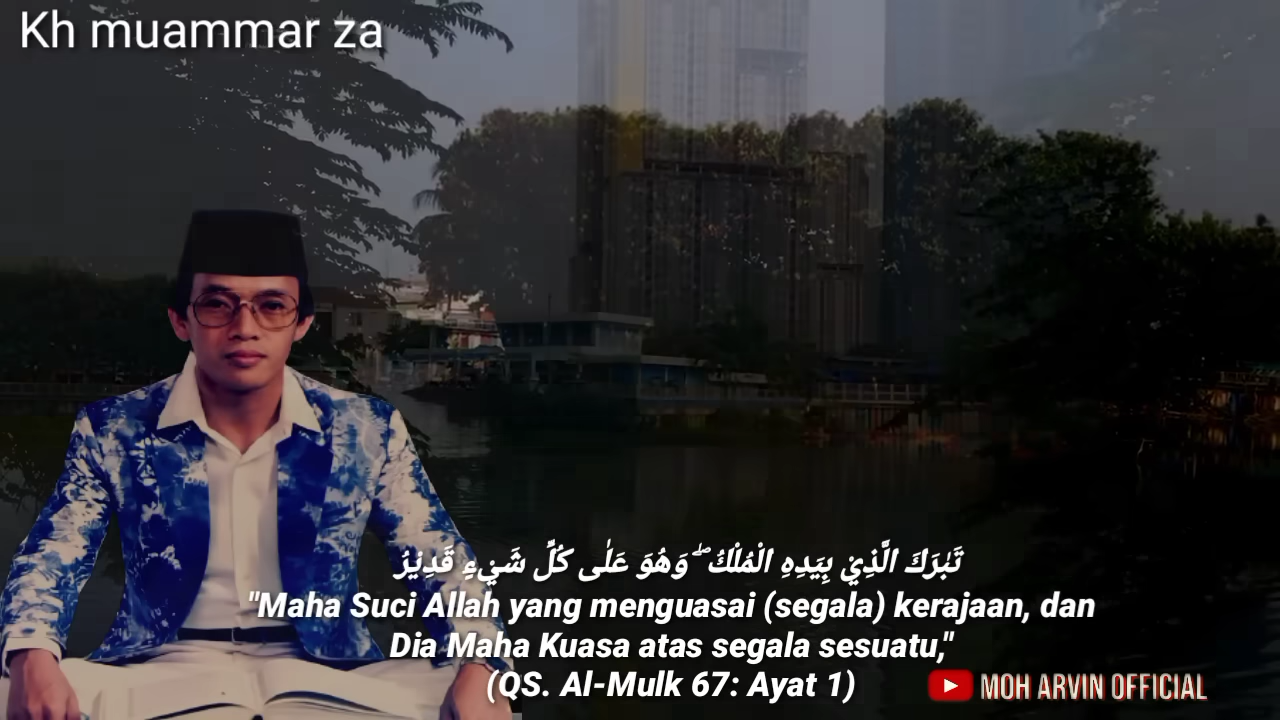 Kh muammar za
تَبٰرَكَ الَّذِيْ بِيَدِهِ الْمُلْكُ ۖ وَهُوَ عَلٰى كُلِّ شَيْءٍ قَدِيْرٌ
"Maha Suci Allah yang menguasai (segala) kerajaan, dan
Dia Maha Kuasa atas segala sesuatu,"
(QS. Al-Mulk 67: Ayat 1)
MOH ARVIN OFFICIAL